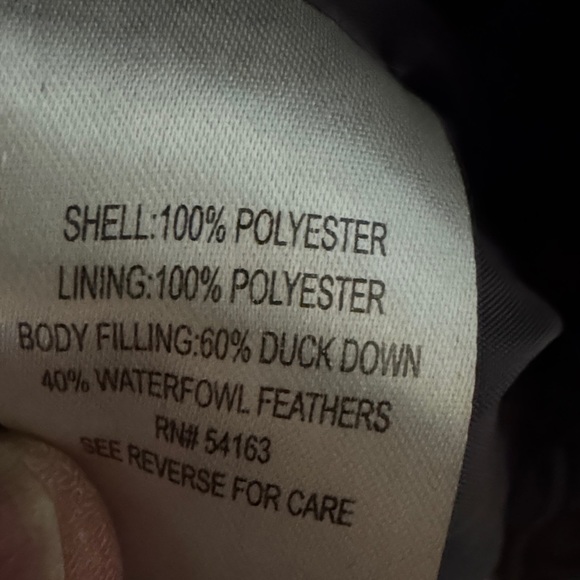 SHELL:100% POLYESTER
LINING:100% POLYESTER
BODY FILLING:60% DUCK DOWN
40% WATERFOWL FEATHERS
RN# 54163
SEE REVERSE FOR CARE